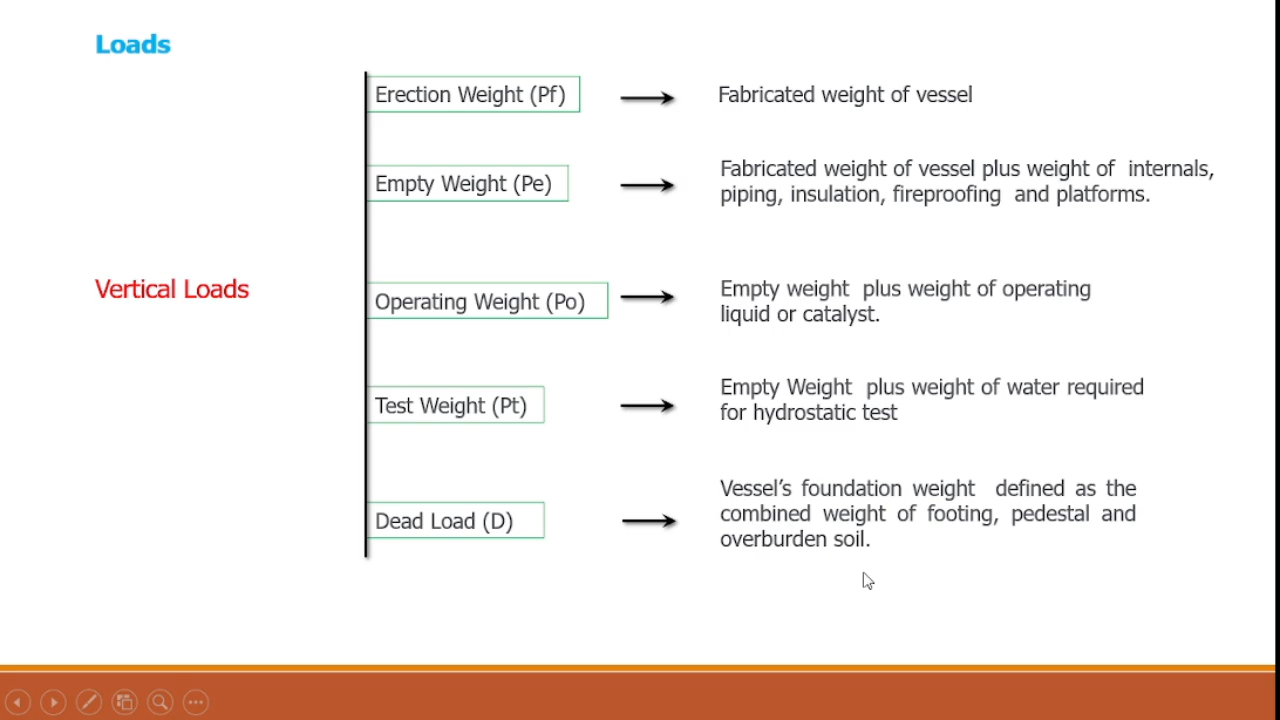 Loads
Erection Weight (Pf)
Fabricated weight of vessel
Empty Weight (Pe)
Fabricated weight of vessel plus weight of internals,
piping, insulation, fireproofing and platforms.
Vertical Loads
Operating Weight (Po)
Empty weight plus weight of operating
liquid or catalyst.
Test Weight (Pt)
Empty Weight plus weight of water required
for hydrostatic test
Dead Load (D)
Vessel’s foundation weight defined as the
combined weight of footing, pedestal and
overburden soil.